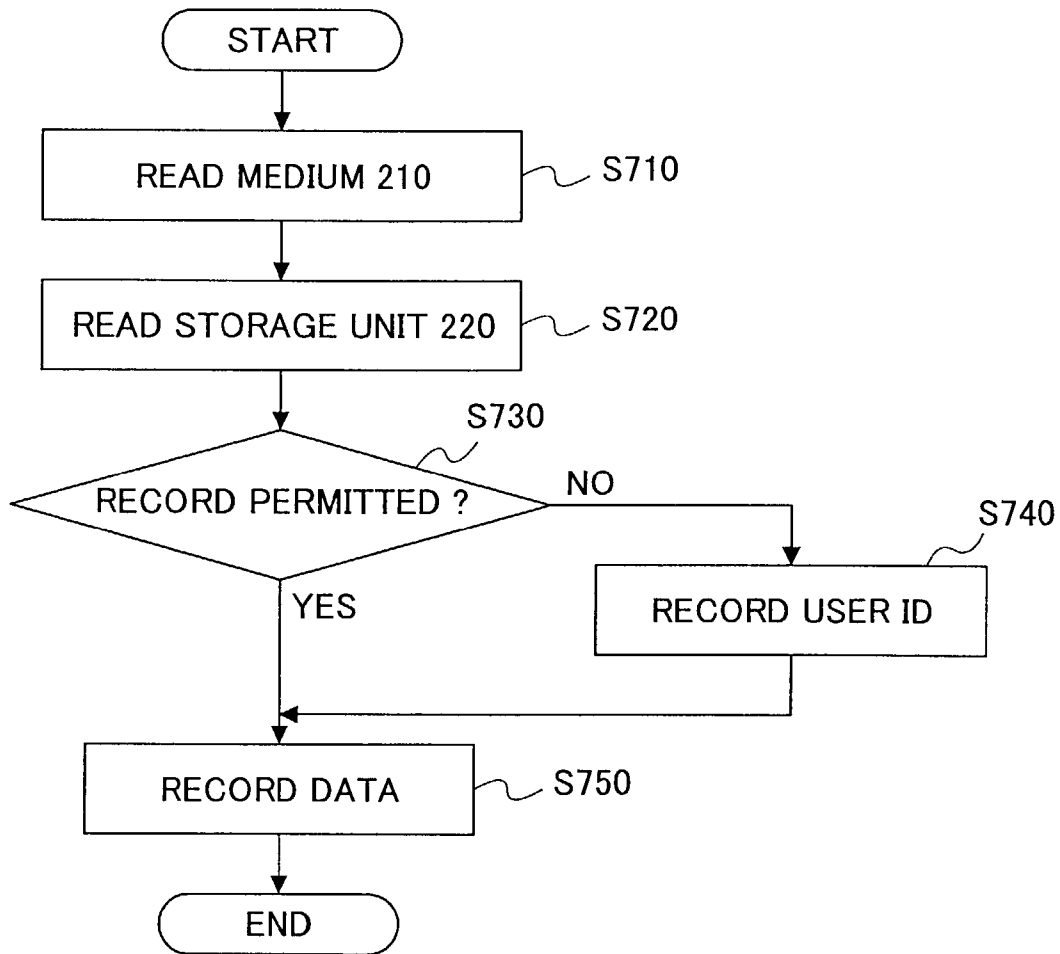 START
READ MEDIUM 210
S710
READ STORAGE UNIT 220
S720
S730
RECORD PERMITTED ?
NO
S740
YES
RECORD USER ID
RECORD DATA
S750
END